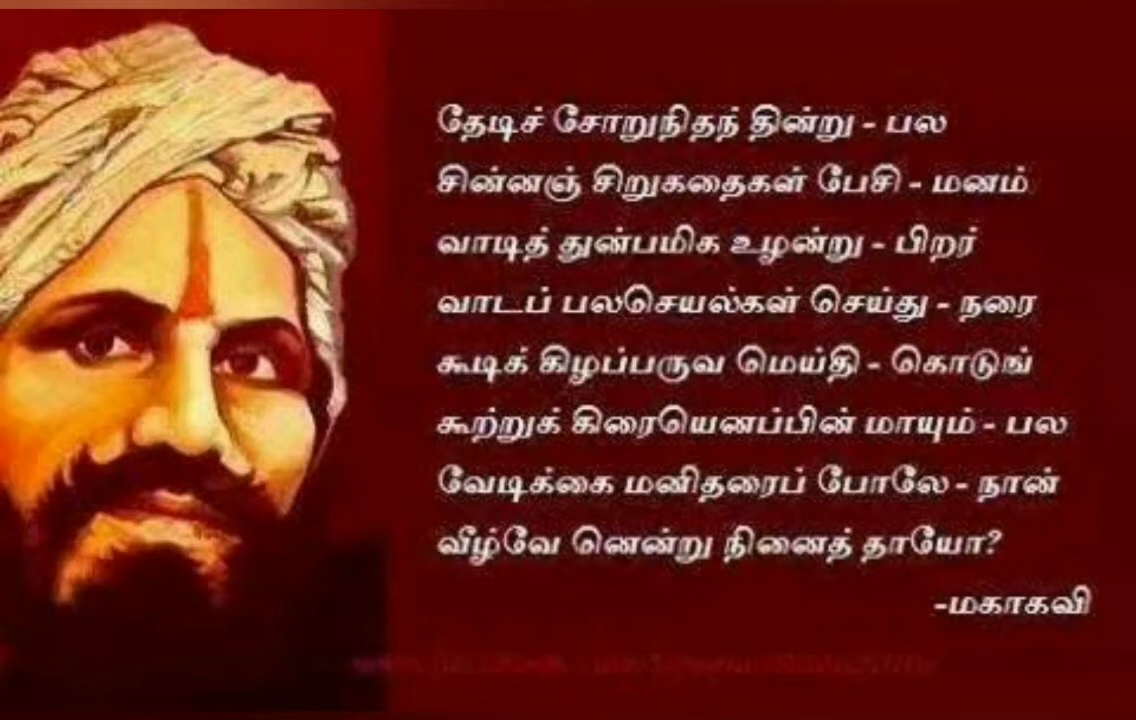 தேடிச் சோறுநிதந் தின்று - பல
சின்னஞ் சிறுகதைகள் பேசி - மனம்
வாடித் துன்பமிக உழன்று - பிறர்
வாடப் பலசெயல்கள் செய்து - நரை
கூடிக் கிழப்பருவ மெய்தி - கொடுங்
கூற்றுக் கிரையெனப்பின் மாயும் - பல
வேடிக்கை மனிதரைப் போலே - நான்
வீழ்வே னென்று நினைத் தாயோ?
-மகாகவி